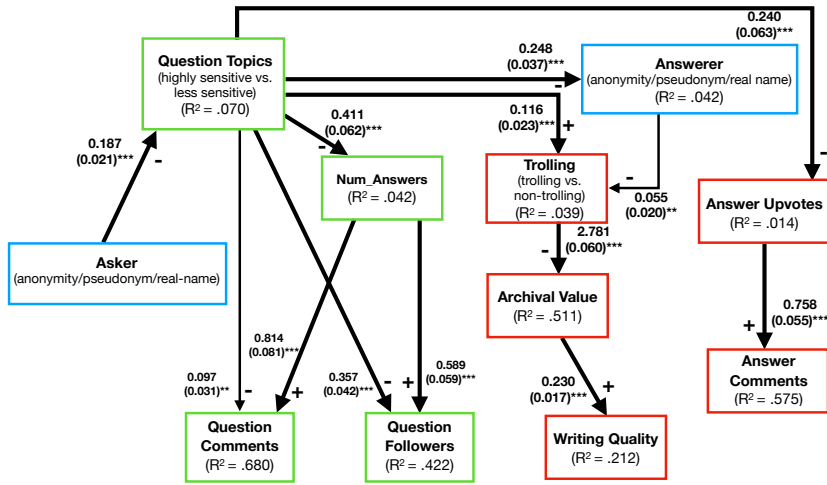 0.240
(0.063)***
Question Topics
(highly sensitive vs.
less sensitive)
(R² = .070)
0.248
(0.037)***
-
Answerer
(anonymity/pseudonym/real name)
(R² = .042)
0.187
(0.021)***
-
0.411
(0.062)***
-
0.116
(0.023)***
+
Num_Answers
(R² = .042)
Trolling
(trolling vs.
non-trolling)
(R² = .039)
-
0.055
(0.020)**
-
Answer Upvotes
(R² = .014)
Asker
(anonymity/pseudonym/real-name)
2.781
(0.060)***
-
Archival Value
(R² = .511)
0.758
(0.055)***
+
0.814
(0.081)***
+
0.097
(0.031)**
-
0.357
(0.042)***
-
0.589
(0.059)***
+
0.230
(0.017)***
+
Answer
Comments
(R² = .575)
Question
Comments
(R² = .680)
Question
Followers
(R² = .422)
Writing Quality
(R² = .212)